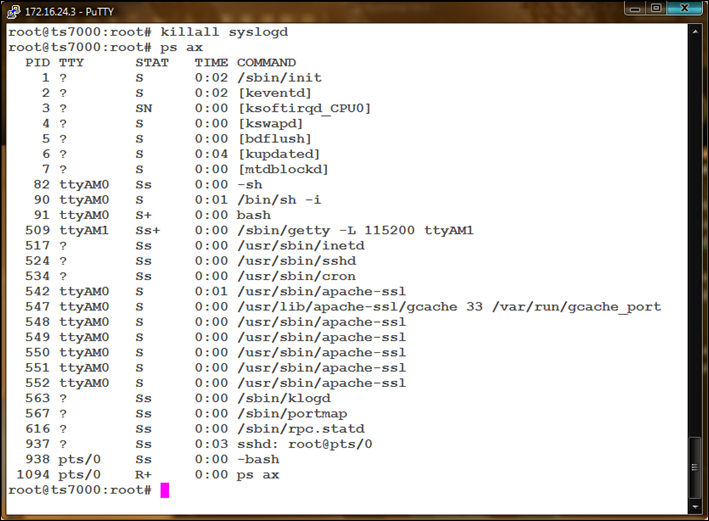 172.16.24.3 - PuTTY
root@ts7000:root# killall syslogd
root@ts7000:root# ps ax
  PID TTY      STAT   TIME COMMAND
    1 ?        S      0:02 /sbin/init
    2 ?        S      0:02 [keventd]
    3 ?        SN     0:00 [ksoftirqd_CPU0]
    4 ?        S      0:00 [kswapd]
    5 ?        S      0:00 [bdflush]
    6 ?        S      0:04 [kupdated]
    7 ?        S      0:00 [mtdblockd]
   82 ttyAM0   Ss     0:00 -sh
   90 ttyAM0   S      0:01 /bin/sh -i
   91 ttyAM0   S+     0:00 bash
  509 ttyAM1   Ss+    0:00 /sbin/getty -L 115200 ttyAM1
  517 ?        Ss     0:00 /usr/sbin/inetd
  524 ?        Ss     0:00 /usr/sbin/sshd
  534 ?        Ss     0:00 /usr/sbin/cron
  542 ttyAM0   S      0:01 /usr/sbin/apache-ssl
  547 ttyAM0   S      0:00 /usr/lib/apache-ssl/gcache 33 /var/run/gcache_port
  548 ttyAM0   S      0:00 /usr/sbin/apache-ssl
  549 ttyAM0   S      0:00 /usr/sbin/apache-ssl
  550 ttyAM0   S      0:00 /usr/sbin/apache-ssl
  551 ttyAM0   S      0:00 /usr/sbin/apache-ssl
  552 ttyAM0   S      0:00 /usr/sbin/apache-ssl
  563 ?        Ss     0:00 /sbin/klogd
  567 ?        Ss     0:00 /sbin/portmap
  616 ?        Ss     0:00 /sbin/rpc.statd
  937 ?        Ss     0:03 sshd: root@pts/0
  938 pts/0    Ss     0:00 -bash
 1094 pts/0    R+     0:00 ps ax
root@ts7000:root#